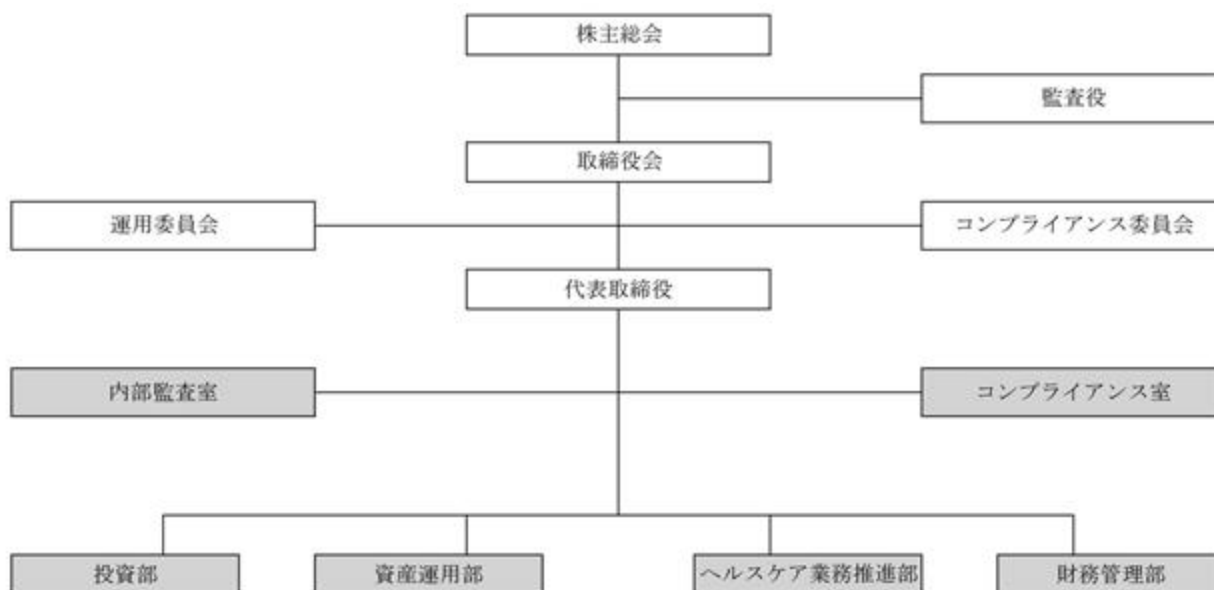 株主総会
監査役
取締役会
運用委員会
コンプライアンス委員会
代表取締役
内部監査室
コンプライアンス室
投資部
資産運用部
ヘルスケア業務推進部
財務管理部